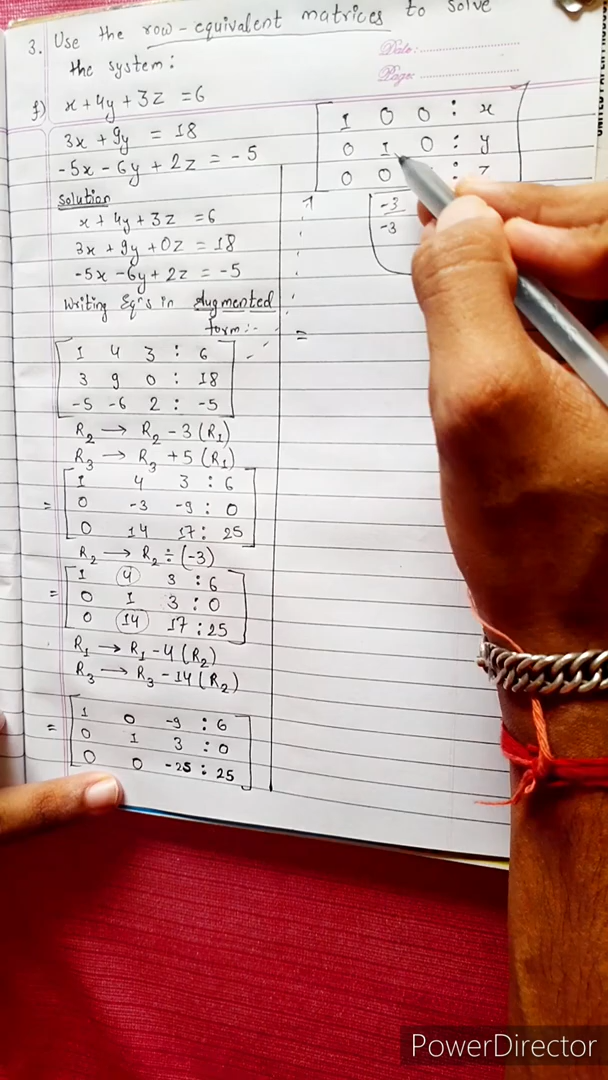 3. Use the row-equivalent matrices to solve
the system:
Date:
Page:
f) x + 4y + 3z = 6
3x + 9y = 18
-5x - 6y + 2z = -5
Solution
x + 4y + 3z = 6
3x + 9y + 0z = 18
-5x - 6y + 2z = -5
Writing Eqns in Augmented
form:-
1 4 3 : 6
3 9 0 : 18
-5 -6 2 : -5
R2 → R2 - 3 (R1)
R3 → R3 + 5 (R1)
= 1 4 3 : 6
0 -3 -9 : 0
0 14 17 : 25
R2 → R2 ÷ (-3)
= 1 4 3 : 6
0 1 3 : 0
0 14 17 : 25
R1 → R1 - 4 (R2)
R3 → R3 - 14 (R2)
= 1 0 -9 : 6
0 1 3 : 0
0 0 -25 : 25
1 0 0 : x
0 1 0 : y
0 0 : z
-3
-3
=
PowerDirector